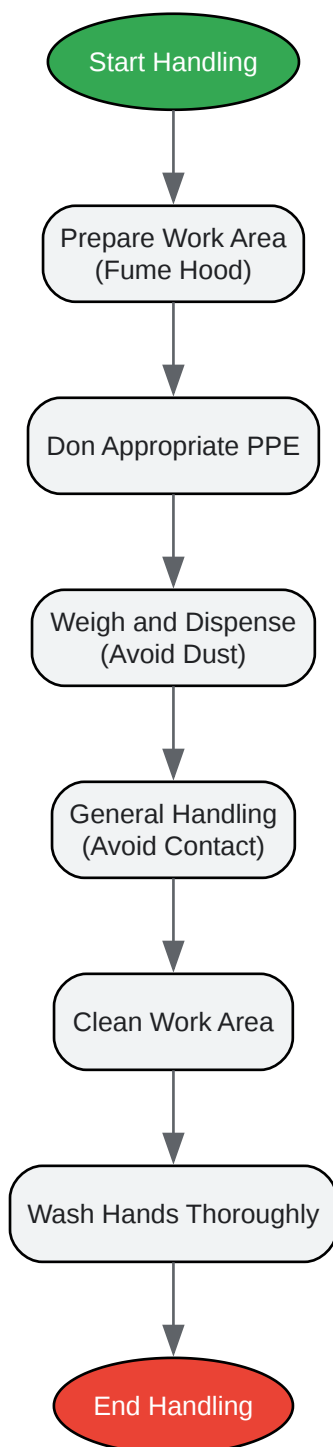 Start Handling
Prepare Work Area
(Fume Hood)
Don Appropriate PPE
Weigh and Dispense
(Avoid Dust)
General Handling
(Avoid Contact)
Clean Work Area
Wash Hands Thoroughly
End Handling